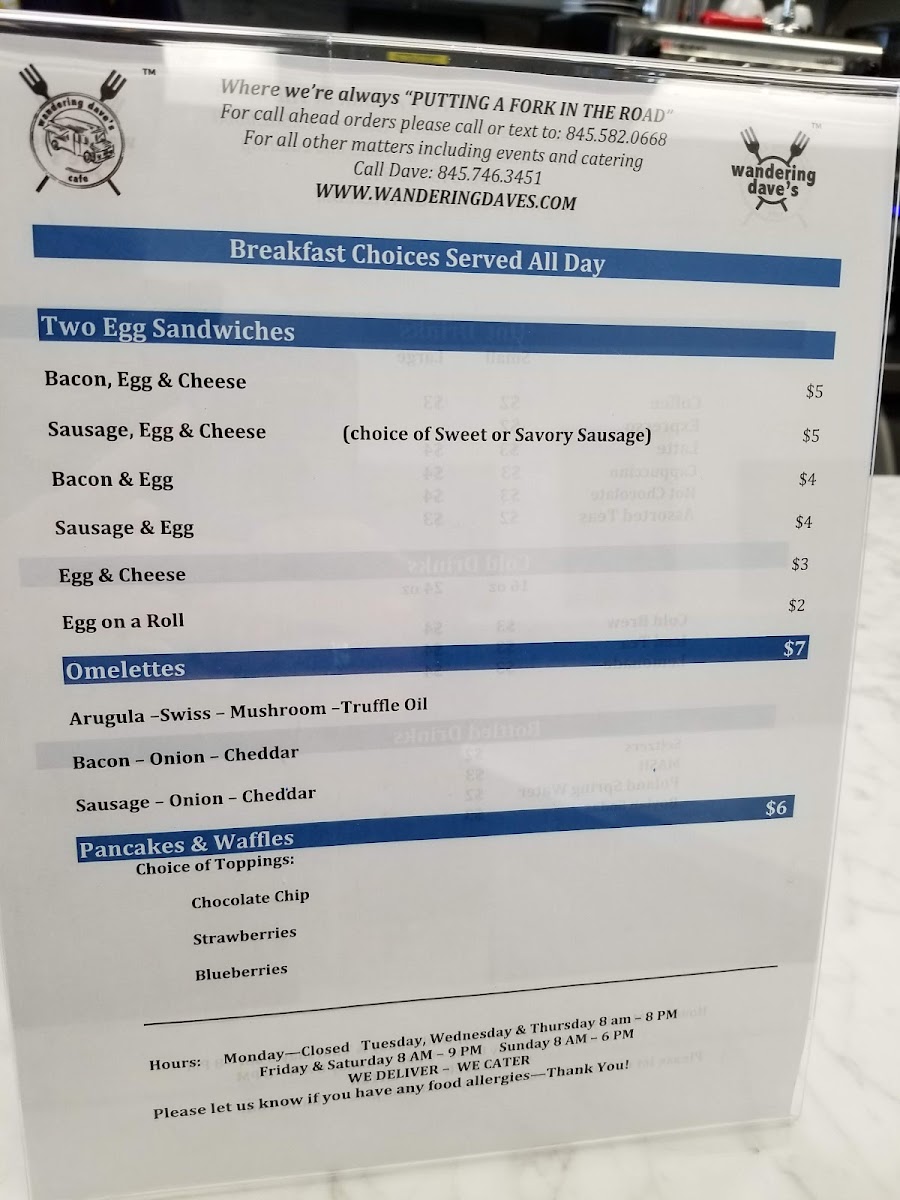 wandering dave's
cafe
TM
Where we're always "PUTTING A FORK IN THE ROAD"
For call ahead orders please call or text to: 845.582.0668
For all other matters including events and catering
Call Dave: 845.746.3451
WWW.WANDERINGDAVES.COM
TM
wandering
dave's
Breakfast Choices Served All Day
Two Egg Sandwiches
Bacon, Egg & Cheese $5
Sausage, Egg & Cheese (choice of Sweet or Savory Sausage) $5
Bacon & Egg $4
Sausage & Egg $4
Egg & Cheese $3
Egg on a Roll $2
Omelettes $7
Arugula –Swiss – Mushroom –Truffle Oil
Bacon – Onion – Cheddar
Sausage – Onion – Cheddar
Pancakes & Waffles $6
Choice of Toppings:
Chocolate Chip
Strawberries
Blueberries
Hours: Monday—Closed Tuesday, Wednesday & Thursday 8 am – 8 PM
Friday & Saturday 8 AM – 9 PM Sunday 8 AM – 6 PM
WE DELIVER – WE CATER
Please let us know if you have any food allergies—Thank You!